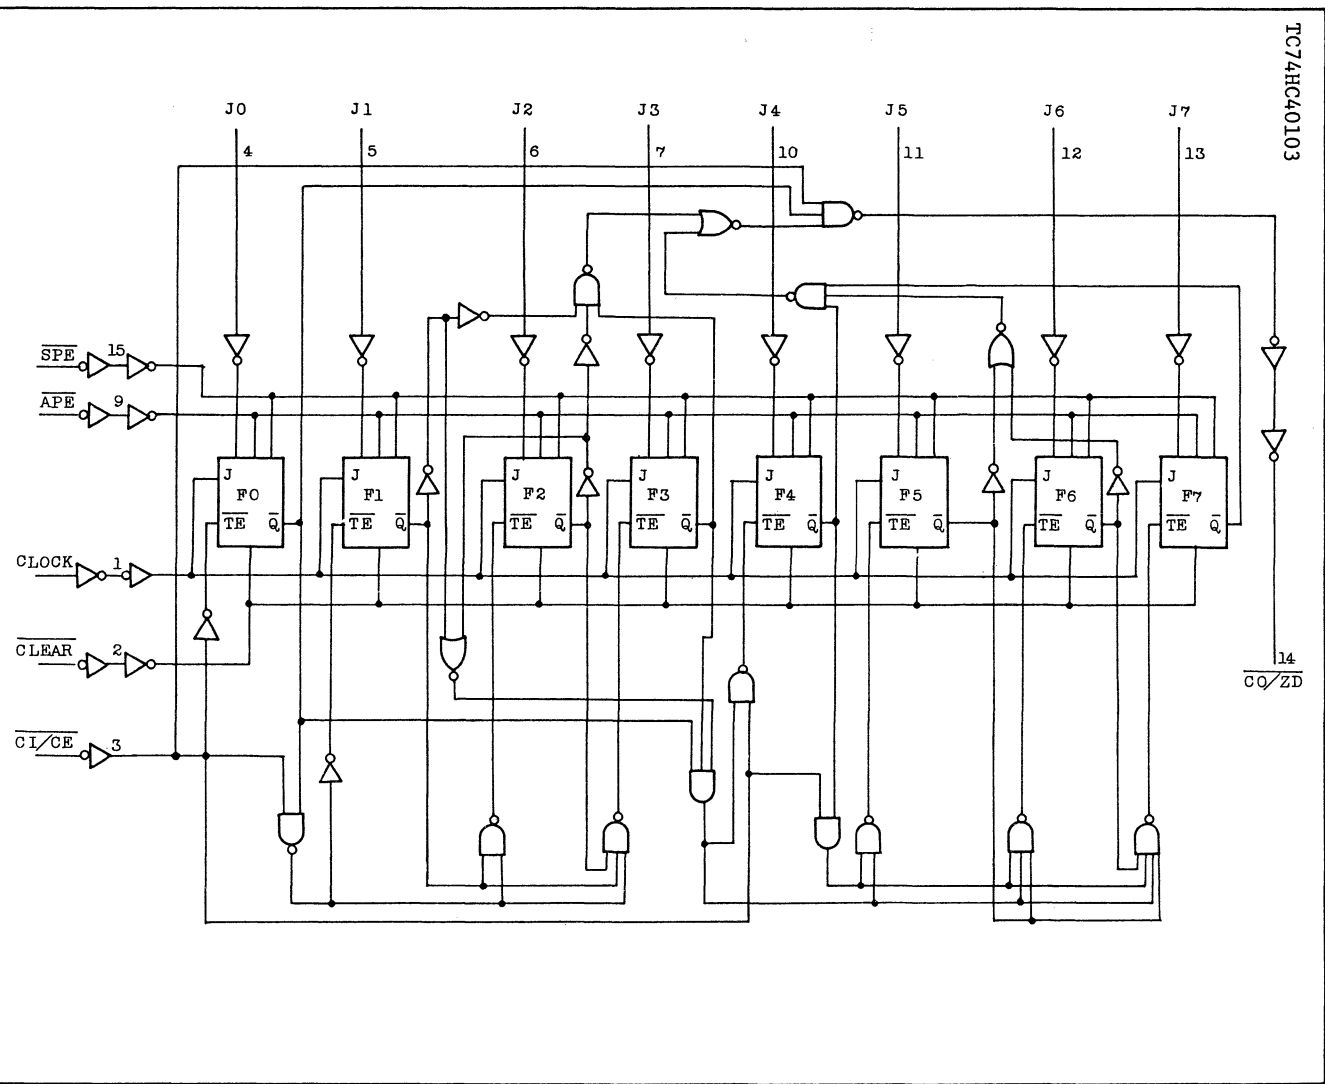 TC74HC40103
J0 J1 J2 J3 J4 J5 J6 J7
4 5 6 7 10 11 12 13
SPE 15
APE 9
J J J J J J J J
F0 F1 F2 F3 F4 F5 F6 F7
TE Q TE Q TE Q TE Q TE Q TE Q TE Q TE Q
CLOCK 1
CLEAR 2
14
CO/ZD
CI/CE 3